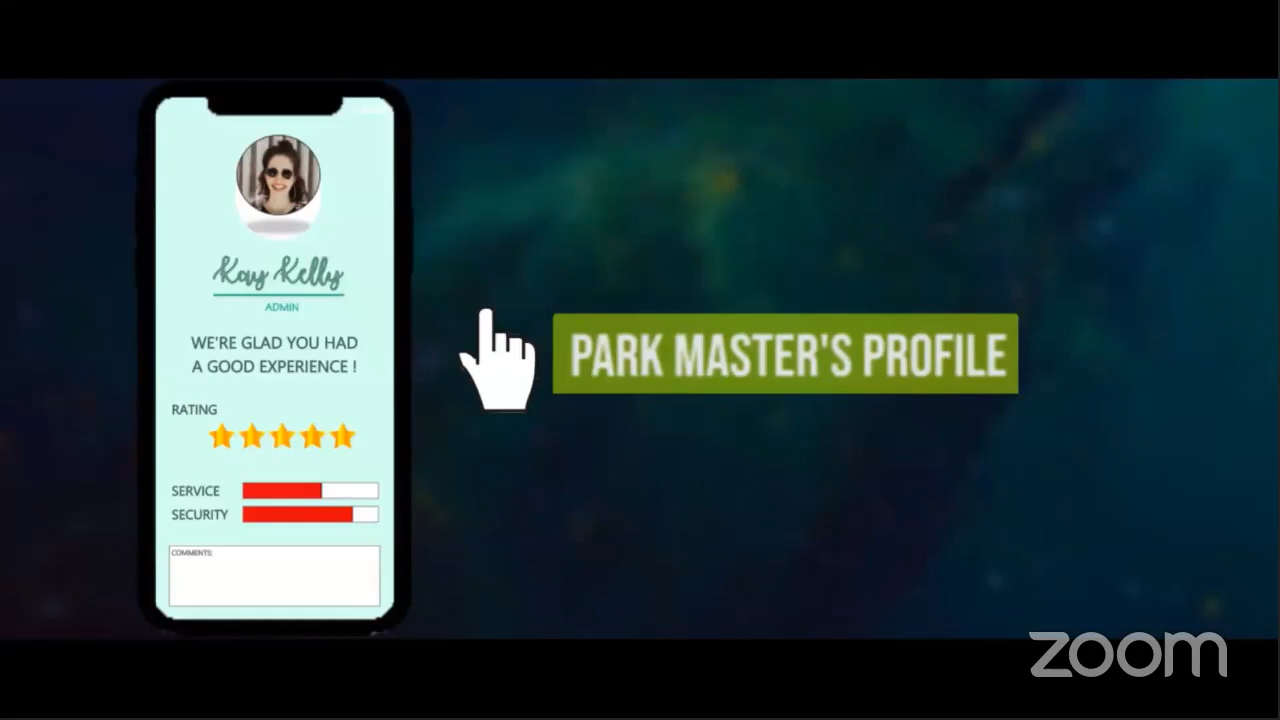 Kay Kelly
ADMIN
WE'RE GLAD YOU HAD
A GOOD EXPERIENCE !
RATING
SERVICE
SECURITY
COMMENTS:
PARK MASTER'S PROFILE
zoom